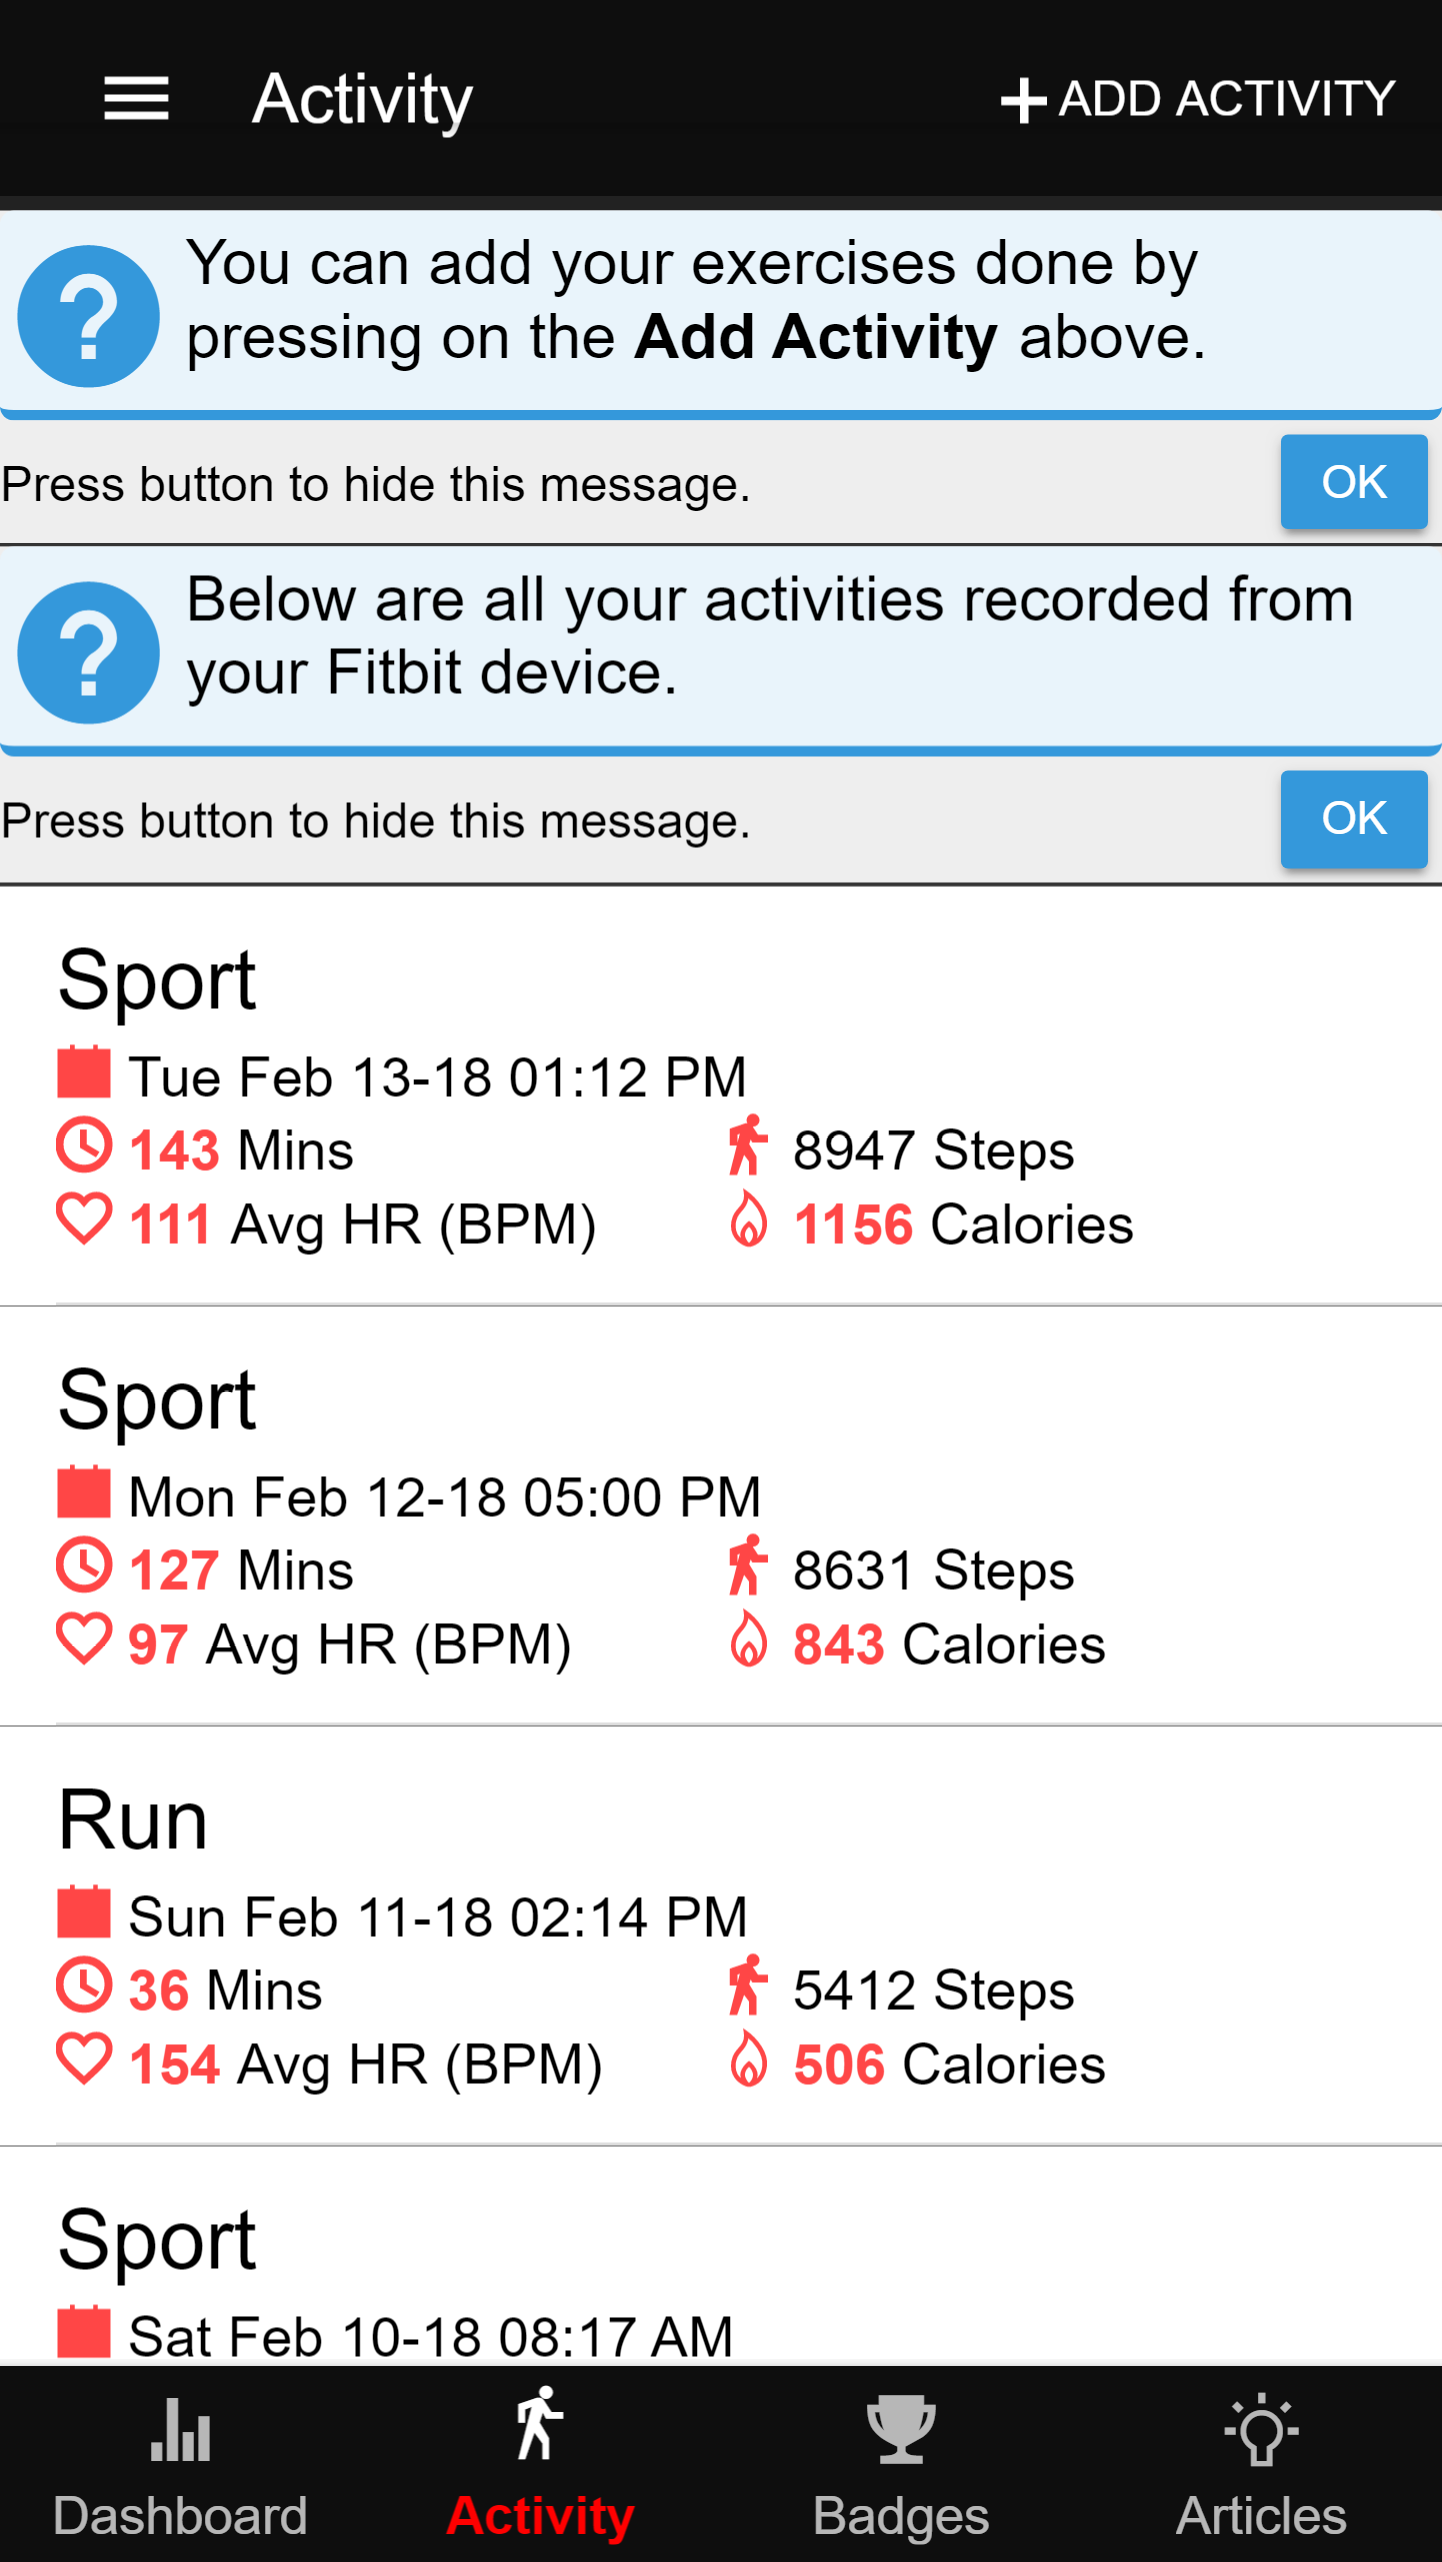 Activity
ADD ACTIVITY
You can add your exercises done by
pressing on the Add Activity above.
Press button to hide this message.
OK
Below are all your activities recorded from
your Fitbit device.
Press button to hide this message.
OK
Sport
Tue Feb 13-18 01:12 PM
143 Mins
8947 Steps
111 Avg HR (BPM)
1156 Calories
Sport
Mon Feb 12-18 05:00 PM
127 Mins
8631 Steps
97 Avg HR (BPM)
843 Calories
Run
Sun Feb 11-18 02:14 PM
36 Mins
5412 Steps
154 Avg HR (BPM)
506 Calories
Sport
Sat Feb 10-18 08:17 AM
Dashboard
Activity
Badges
Articles